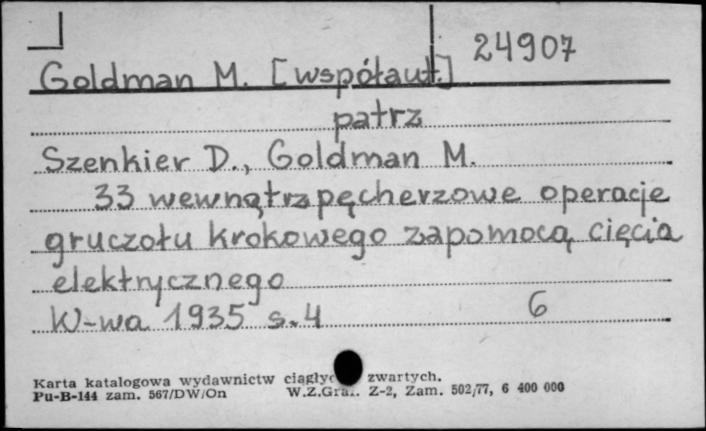 24907
Goldman M. [współaut.]
patrz
Szenkier D., Goldman M.
33 wewnątrzpęcherzowe operacje
gruczołu krokowego zapomocą cięcia
elektrycznego
W-wa 1935 s.4 6
Karta katalogowa wydawnictw zwartych.
Pu-B-144 zam. 567/DW/On W.Z.Graf. Z-2, Zam. 502/77, 6 400 000